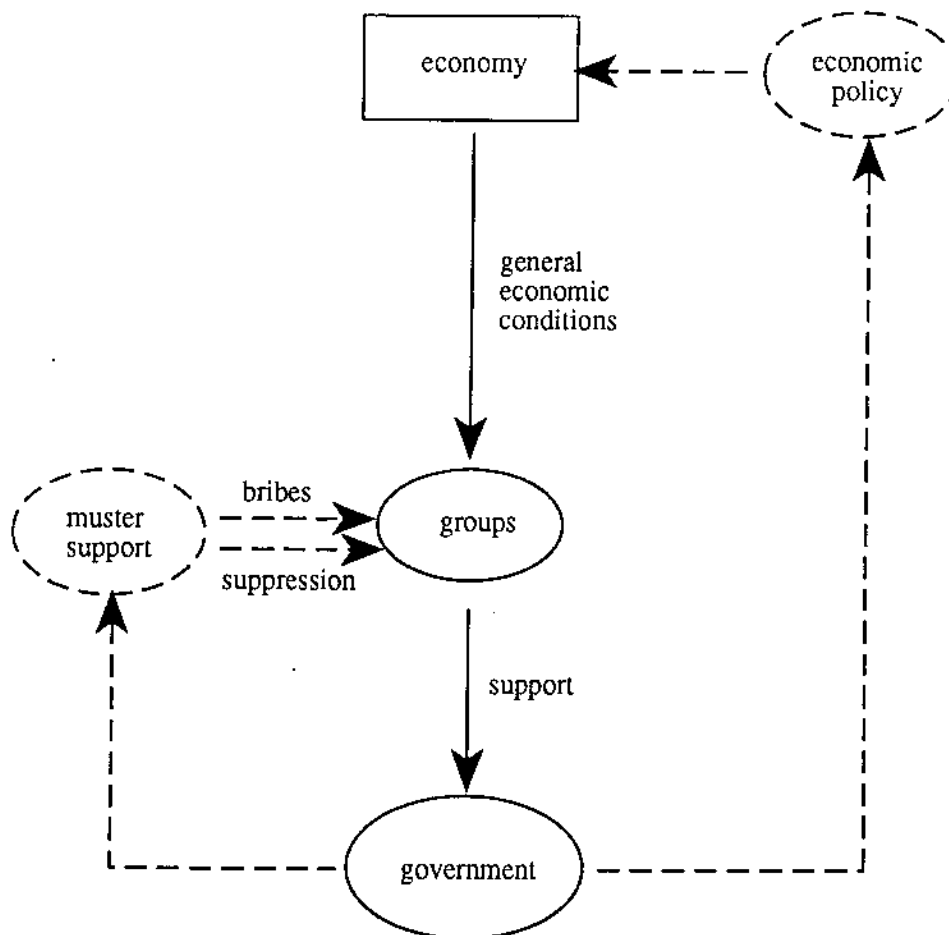 economy
economic
policy
general
economic
conditions
muster
support
bribes
suppression
groups
support
government